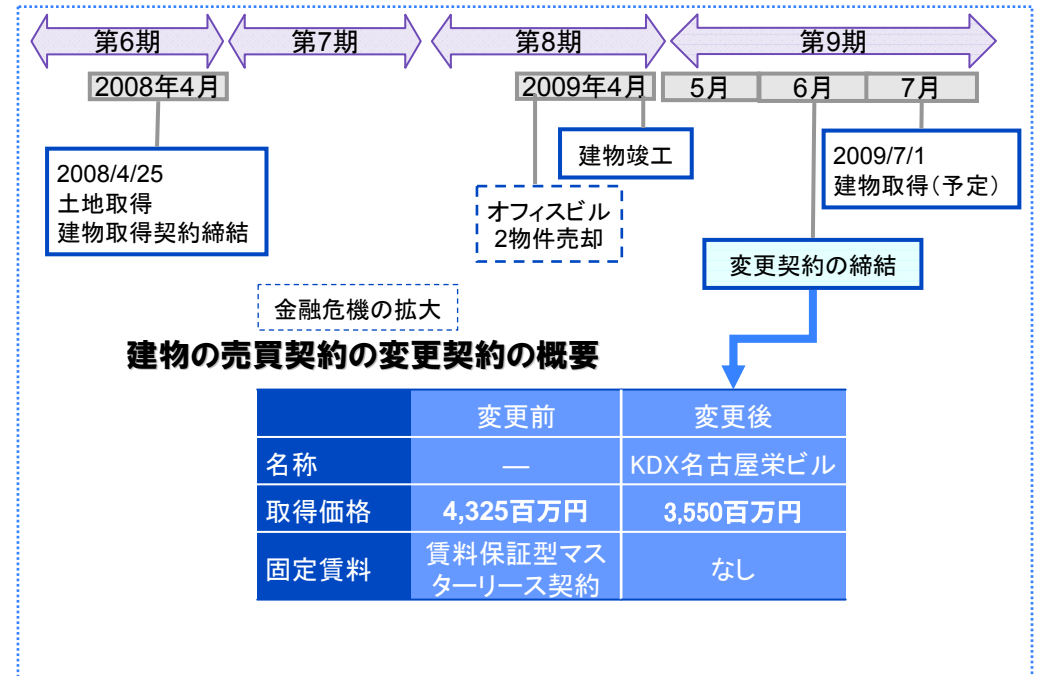 第6期
第7期
第8期
第9期
2008年4月
2009年4月
5月
6月
7月
2008/4/25
土地取得
建物取得契約締結
建物竣工
2009/7/1
建物取得(予定)
オフィスビル
2物件売却
変更契約の締結
金融危機の拡大
建物の売買契約の変更契約の概要
変更前
変更後
名称
―
KDX名古屋栄ビル
取得価格
4,325百万円
3,550百万円
固定賃料
賃料保証型マス
ターリース契約
なし